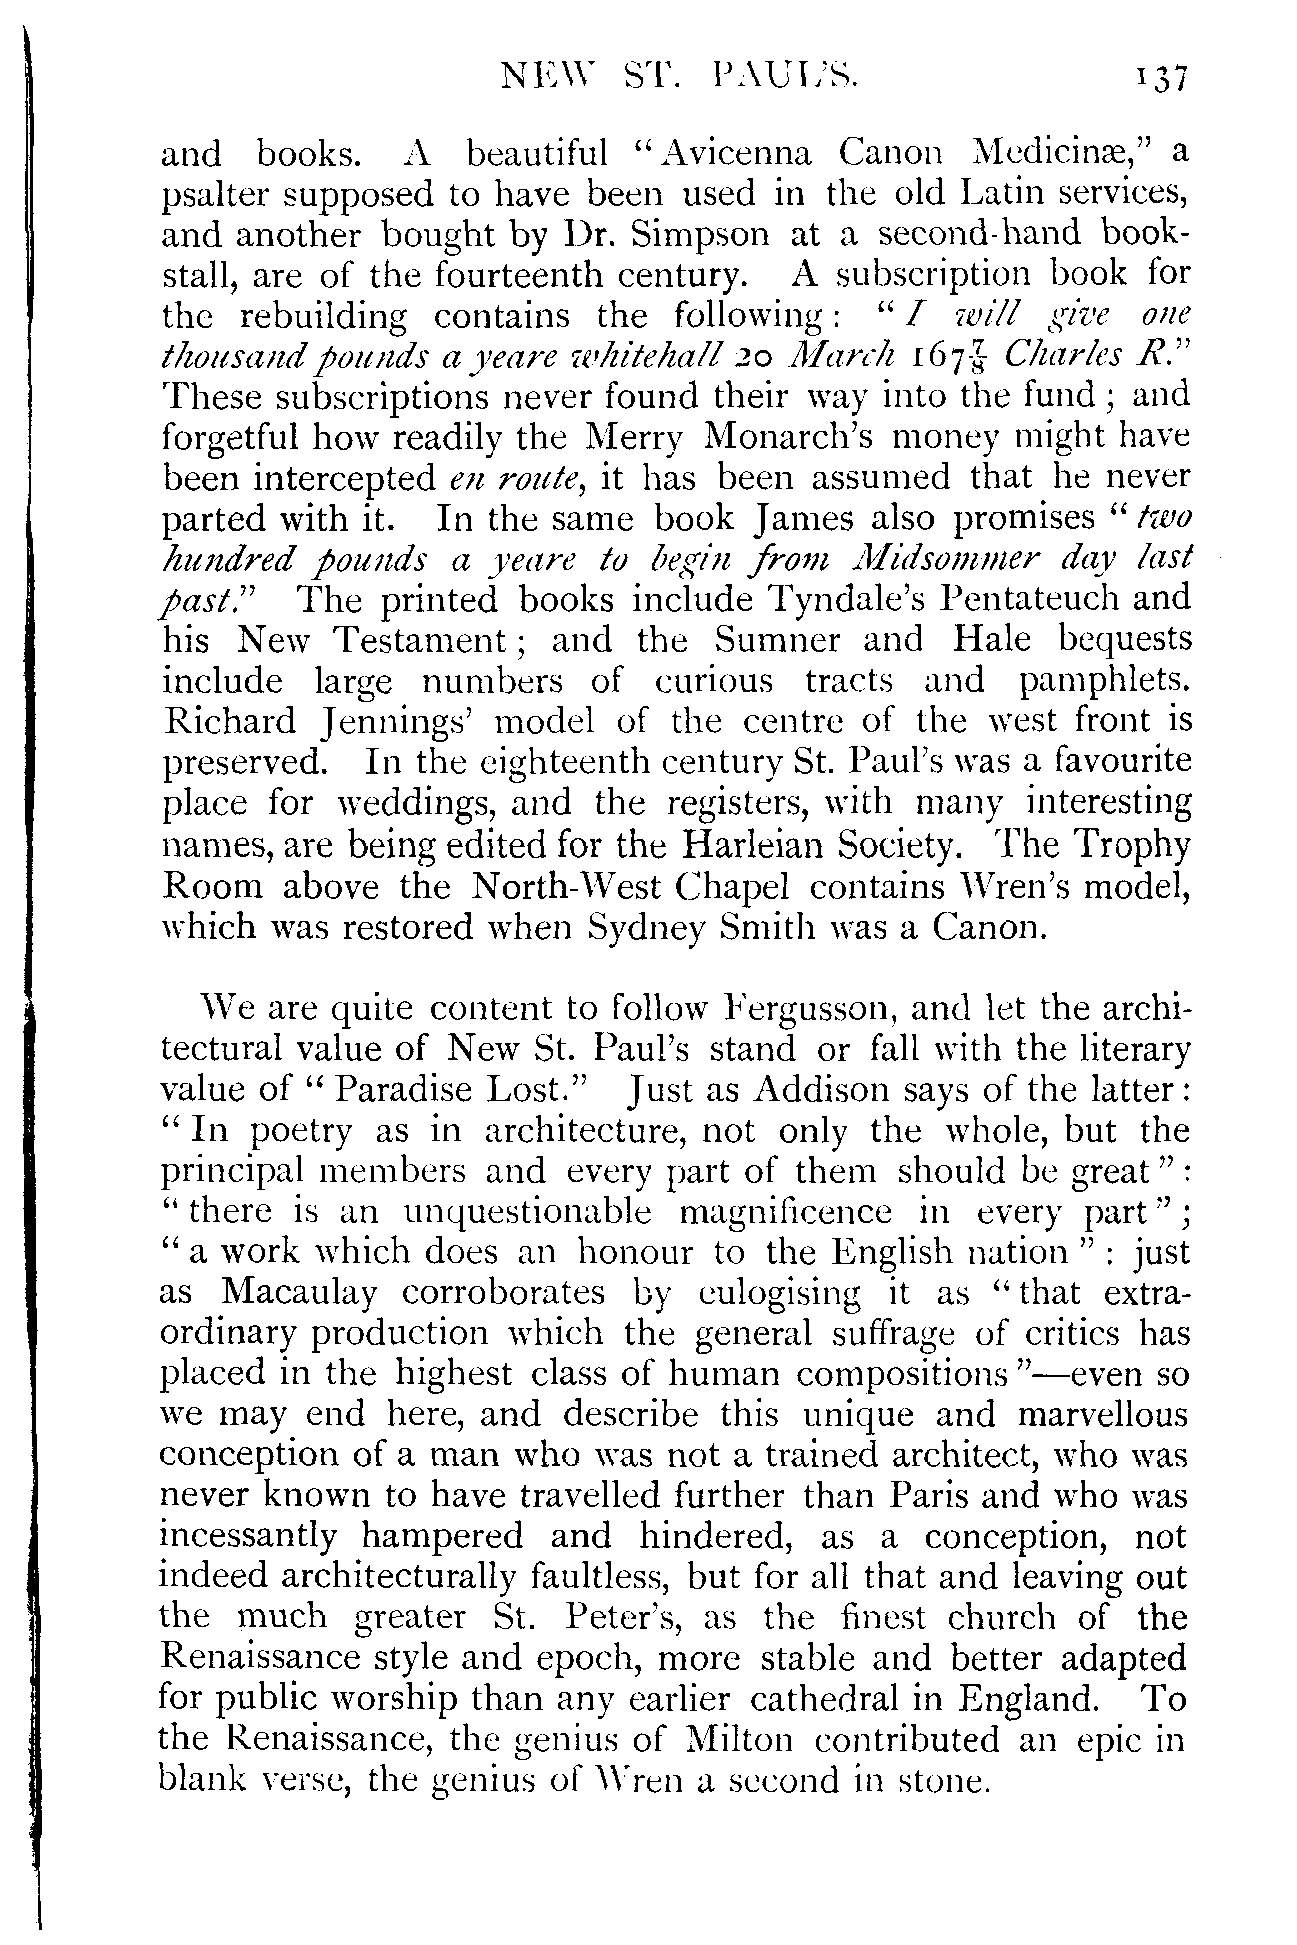 NEW ST. PAUL'S. 137
and books. A beautiful “Avicenna Canon Medicinæ,” a
psalter supposed to have been used in the old Latin services,
and another bought by Dr. Simpson at a second-hand book-
stall, are of the fourteenth century. A subscription book for
the rebuilding contains the following: “I will give one
thousand pounds a yeare whitehall 20 March 167⅞ Charles R.”
These subscriptions never found their way into the fund; and
forgetful how readily the Merry Monarch's money might have
been intercepted en route, it has been assumed that he never
parted with it. In the same book James also promises “two
hundred pounds a yeare to begin from Midsommer day last
past.” The printed books include Tyndale's Pentateuch and
his New Testament; and the Sumner and Hale bequests
include large numbers of curious tracts and pamphlets.
Richard Jennings' model of the centre of the west front is
preserved. In the eighteenth century St. Paul's was a favourite
place for weddings, and the registers, with many interesting
names, are being edited for the Harleian Society. The Trophy
Room above the North-West Chapel contains Wren's model,
which was restored when Sydney Smith was a Canon.
We are quite content to follow Fergusson, and let the archi-
tectural value of New St. Paul's stand or fall with the literary
value of “Paradise Lost.” Just as Addison says of the latter:
“In poetry as in architecture, not only the whole, but the
principal members and every part of them should be great”:
“there is an unquestionable magnificence in every part”;
“a work which does an honour to the English nation”: just
as Macaulay corroborates by eulogising it as “that extra-
ordinary production which the general suffrage of critics has
placed in the highest class of human compositions”—even so
we may end here, and describe this unique and marvellous
conception of a man who was not a trained architect, who was
never known to have travelled further than Paris and who was
incessantly hampered and hindered, as a conception, not
indeed architecturally faultless, but for all that and leaving out
the much greater St. Peter's, as the finest church of the
Renaissance style and epoch, more stable and better adapted
for public worship than any earlier cathedral in England. To
the Renaissance, the genius of Milton contributed an epic in
blank verse, the genius of Wren a second in stone.